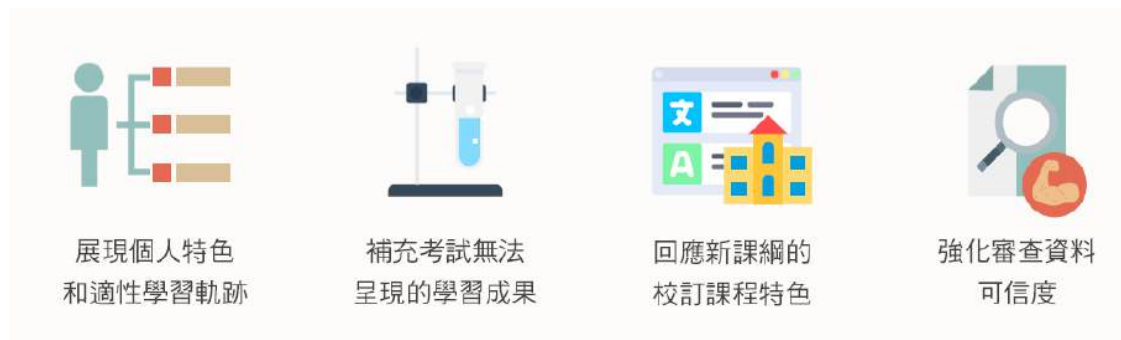 展現個人特色
和適性學習軌跡
補充考試無法
呈現的學習成果
文
A
回應新課綱的
校訂課程特色
強化審查資料
可信度